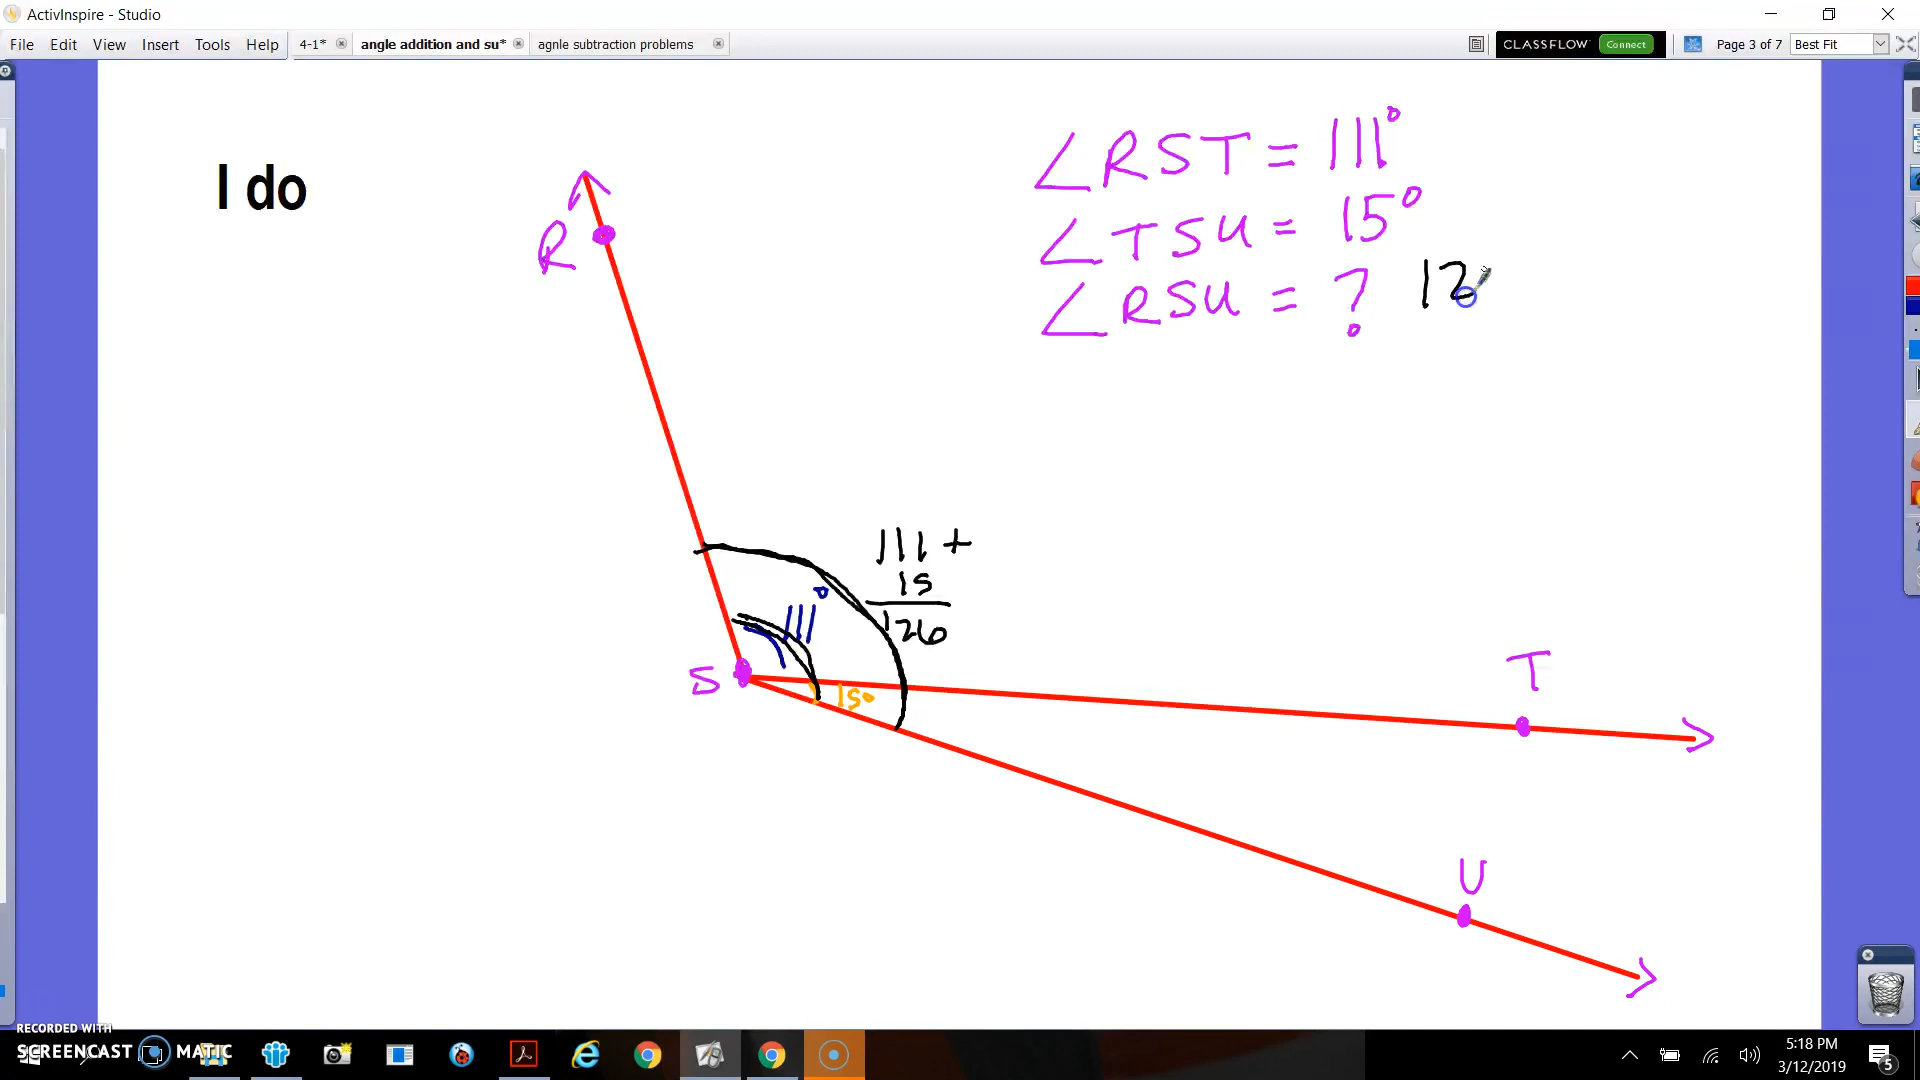 ActivInspire - Studio
File Edit View Insert Tools Help
4-1* angle addition and su* agnle subtraction problems
CLASSFLOW Connect Page 3 of 7 Best Fit
I do
∠RST = 111°
∠TSU = 15°
∠RSU = ? 12
R
111 +
15
126
111°
S
15°
T
U
RECORDED WITH
SCREENCAST MATIC
5:18 PM
3/12/2019
5